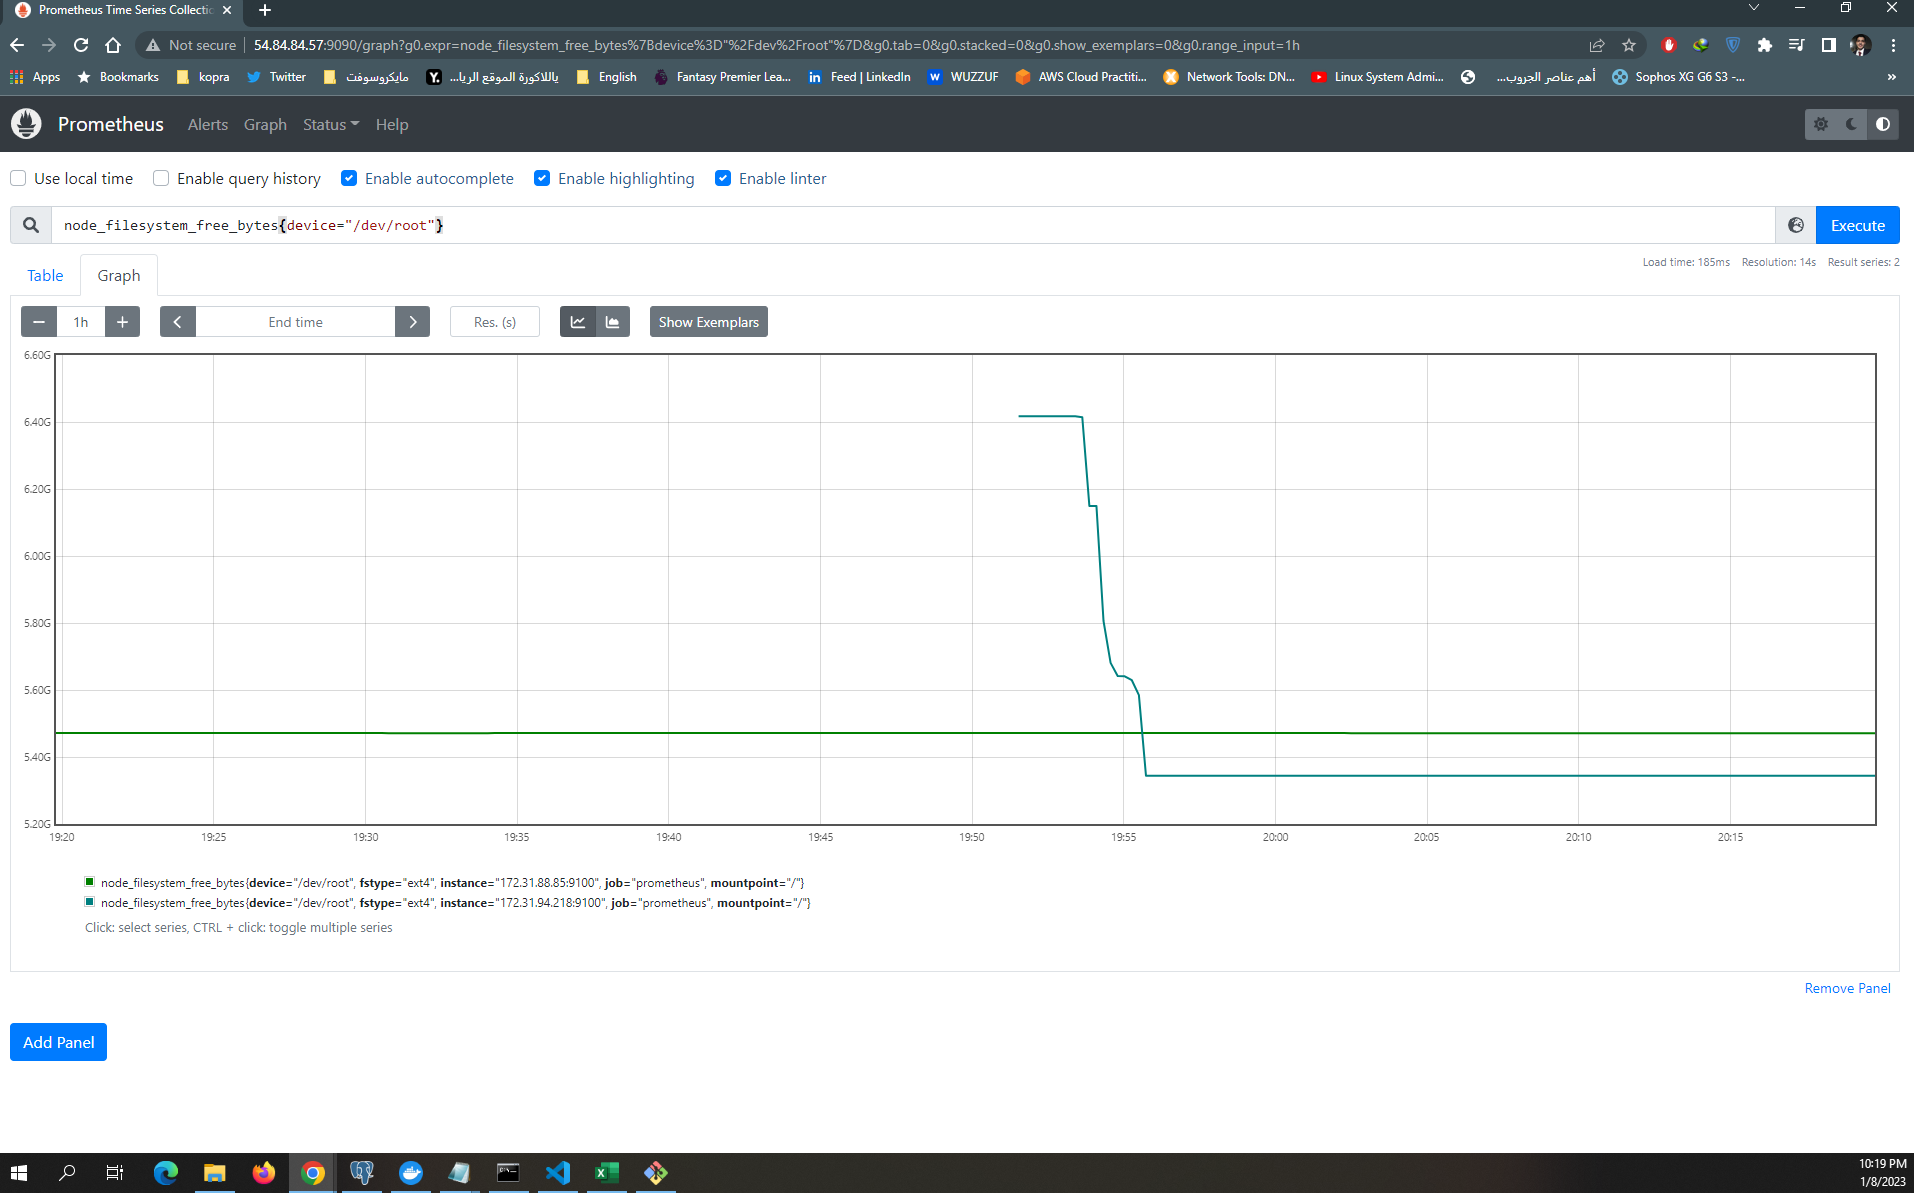 Prometheus Time Series Collectio
Not secure 54.84.84.57:9090/graph?g0.expr=node_filesystem_free_bytes%7Bdevice%3D"%2Fdev%2Froot"%7D&g0.tab=0&g0.stacked=0&g0.show_exemplars=0&g0.range_input=1h
Apps Bookmarks kopra Twitter مايكروسوفت Y. ياللاكورة الموقع الريا... English Fantasy Premier Lea... in Feed | LinkedIn W WUZZUF AWS Cloud Practiti... Network Tools: DN... Linux System Admi... أهم عناصر الجروب... Sophos XG G6 S3 -... »
Prometheus Alerts Graph Status Help
Use local time Enable query history Enable autocomplete Enable highlighting Enable linter
node_filesystem_free_bytes{device="/dev/root"} Execute
Table Graph Load time: 185ms Resolution: 14s Result series: 2
1h End time Res. (s) Show Exemplars
6.60G
6.40G
6.20G
6.00G
5.80G
5.60G
5.40G
5.20G
19:20 19:25 19:30 19:35 19:40 19:45 19:50 19:55 20:00 20:05 20:10 20:15
node_filesystem_free_bytes{device="/dev/root", fstype="ext4", instance="172.31.88.85:9100", job="prometheus", mountpoint="/"}
node_filesystem_free_bytes{device="/dev/root", fstype="ext4", instance="172.31.94.218:9100", job="prometheus", mountpoint="/"}
Click: select series, CTRL + click: toggle multiple series
Remove Panel
Add Panel
10:19 PM
1/8/2023